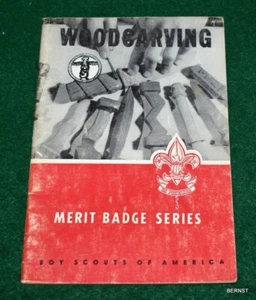 WOODCARVING
MERIT BADGE SERIES
BOY SCOUTS OF AMERICA
BERNST